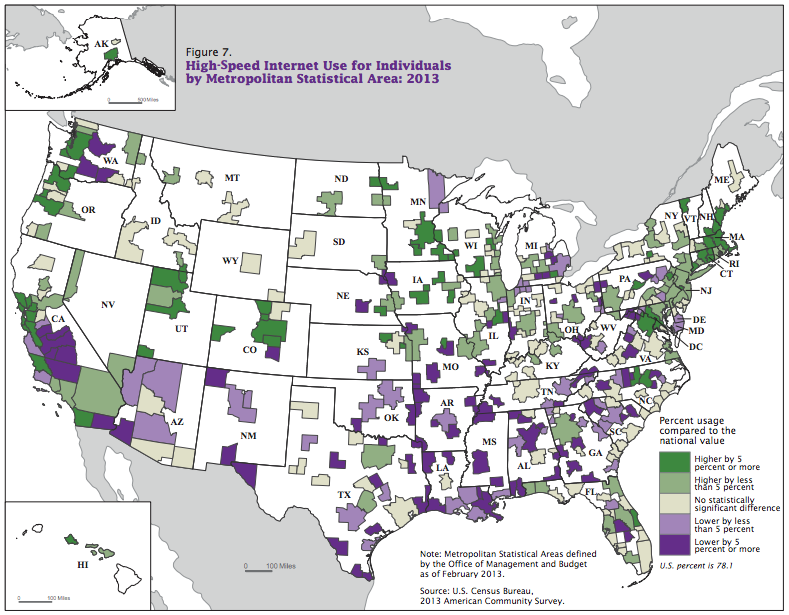 AK
500 Miles
Figure 7.
High-Speed Internet Use for Individuals
by Metropolitan Statistical Area: 2013
WA
MT
ND
MN
ME
OR
ID
SD
WI
MI
NY
VT
NH
MA
RI
CT
WY
IA
PA
NJ
NV
NE
IL
IN
OH
WV
DE
MD
DC
CA
UT
CO
KS
MO
KY
VA
AZ
NM
OK
AR
TN
NC
SC
MS
AL
GA
TX
LA
FL
Percent usage
compared to the
national value
Higher by 5
percent or more
Higher by less
than 5 percent
No statistically
significant difference
Lower by less
than 5 percent
Lower by 5
percent or more
U.S. percent is 78.1
HI
0 100 Miles
0 100 Miles
Note: Metropolitan Statistical Areas defined
by the Office of Management and Budget
as of February 2013.
Source: U.S. Census Bureau,
2013 American Community Survey.